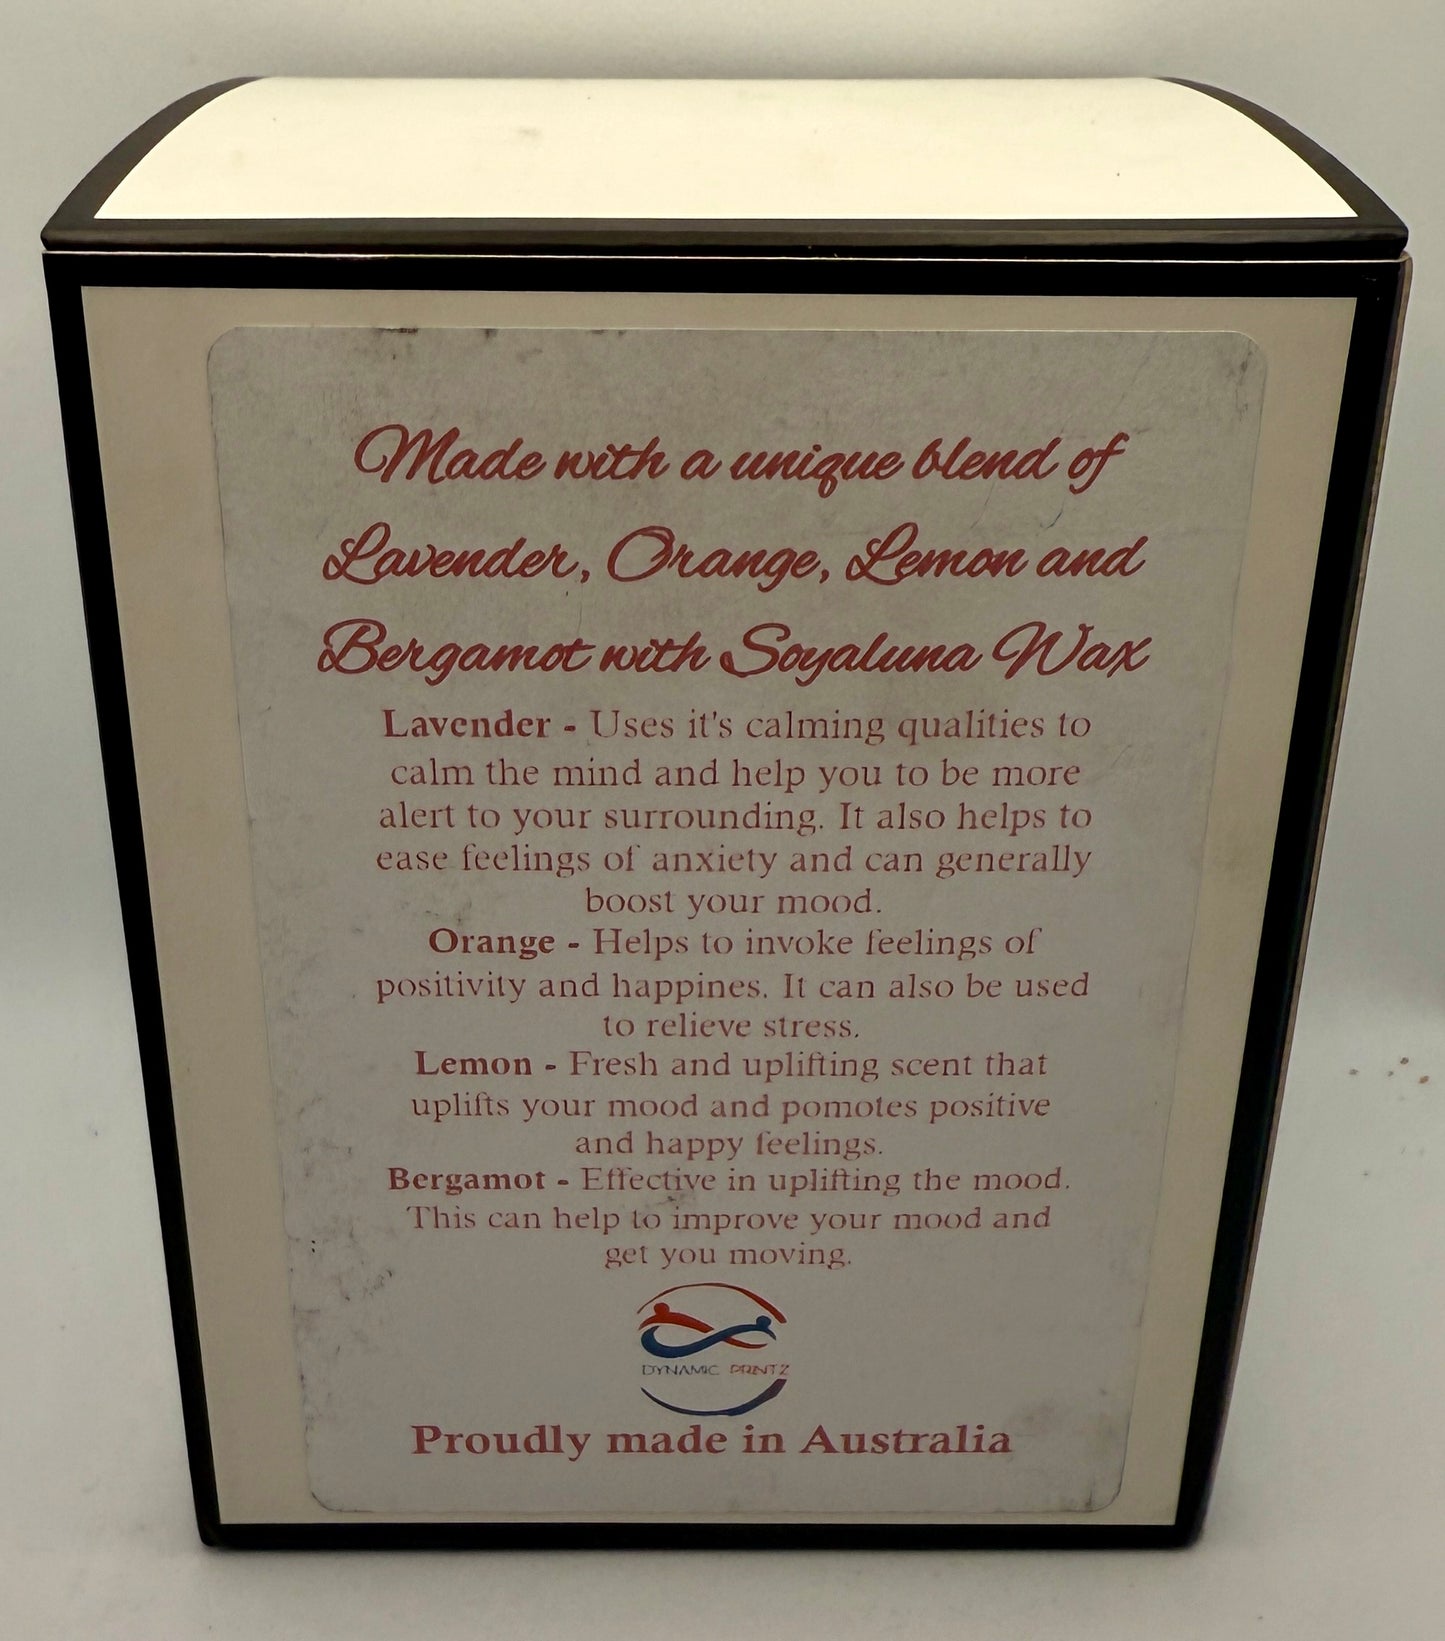 Made with a unique blend of
Lavender, Orange, Lemon and
Bergamot with Soyaluna Wax
Lavender - Uses it's calming qualities to
calm the mind and help you to be more
alert to your surrounding. It also helps to
ease feelings of anxiety and can generally
boost your mood.
Orange - Helps to invoke feelings of
positivity and happines. It can also be used
to relieve stress.
Lemon - Fresh and uplifting scent that
uplifts your mood and pomotes positive
and happy feelings.
Bergamot - Effective in uplifting the mood.
This can help to improve your mood and
get you moving.
DYNAMIC PRINTZ
Proudly made in Australia